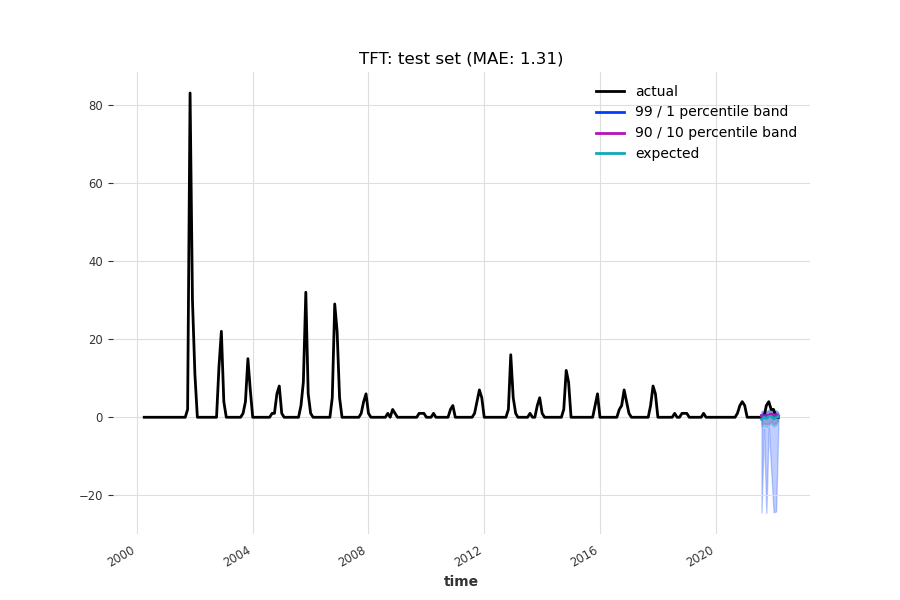 TFT: test set (MAE: 1.31)
actual
99 / 1 percentile band
90 / 10 percentile band
expected
80
60
40
20
0
−20
2000
2004
2008
2012
2016
2020
time